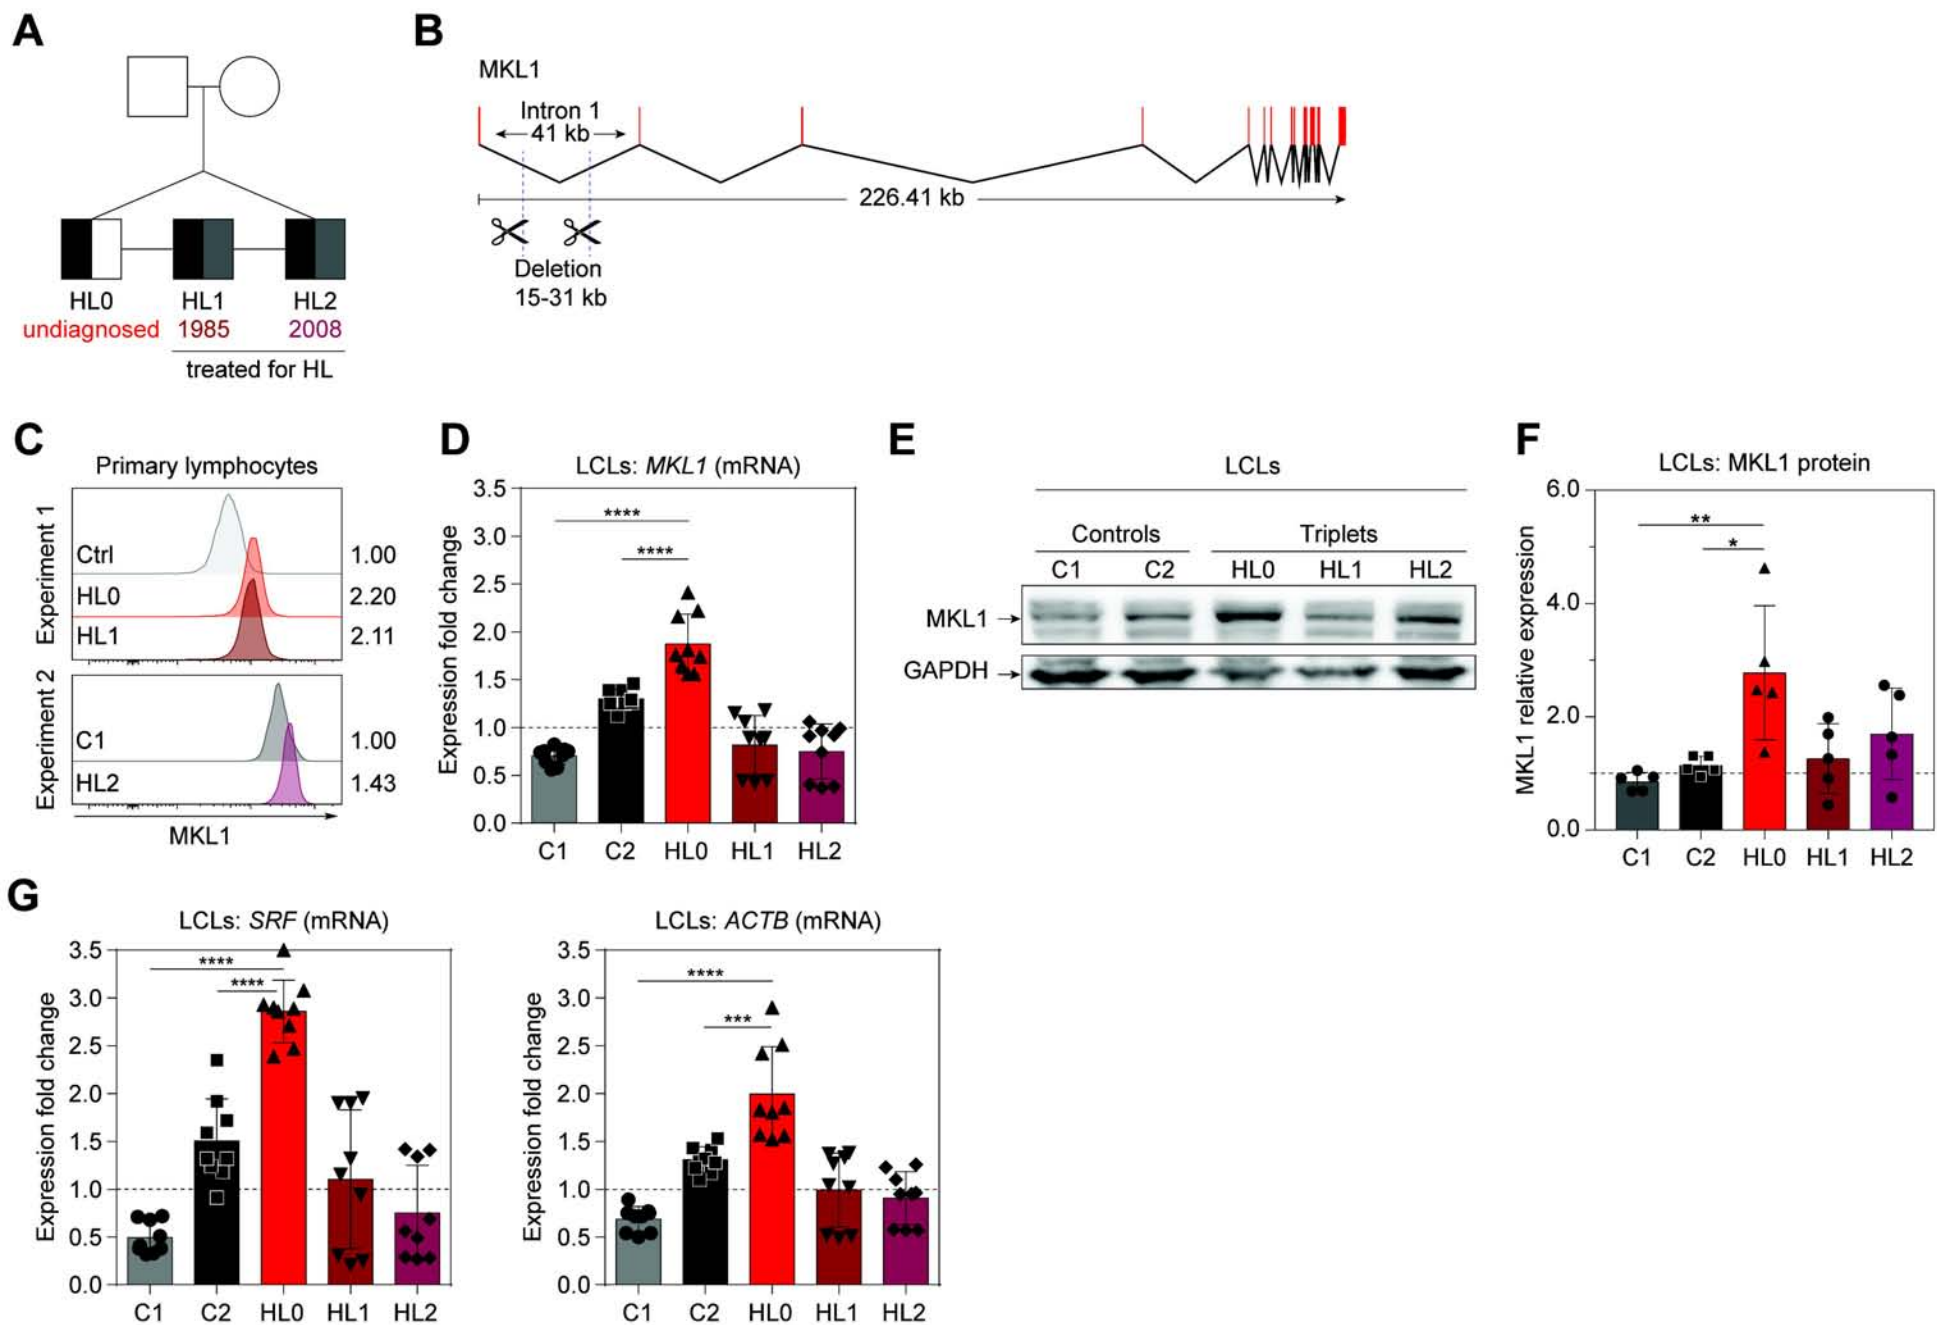 A
HL0 HL1 HL2
undiagnosed 1985 2008
treated for HL
B
MKL1
Intron 1
41 kb
226.41 kb
Deletion
15-31 kb
C
Primary lymphocytes
Experiment 1
Ctrl 1.00
HL0 2.20
HL1 2.11
Experiment 2
C1 1.00
HL2 1.43
MKL1
D
LCLs: MKL1 (mRNA)
Expression fold change
3.5
3.0
2.5
2.0
1.5
1.0
0.5
0.0
****
****
C1 C2 HL0 HL1 HL2
E
LCLs
Controls Triplets
C1 C2 HL0 HL1 HL2
MKL1
GAPDH
F
LCLs: MKL1 protein
MKL1 relative expression
6.0
4.0
2.0
0.0
**
*
C1 C2 HL0 HL1 HL2
G
LCLs: SRF (mRNA)
Expression fold change
3.5
3.0
2.5
2.0
1.5
1.0
0.5
0.0
****
****
C1 C2 HL0 HL1 HL2
LCLs: ACTB (mRNA)
Expression fold change
3.5
3.0
2.5
2.0
1.5
1.0
0.5
0.0
****
***
C1 C2 HL0 HL1 HL2